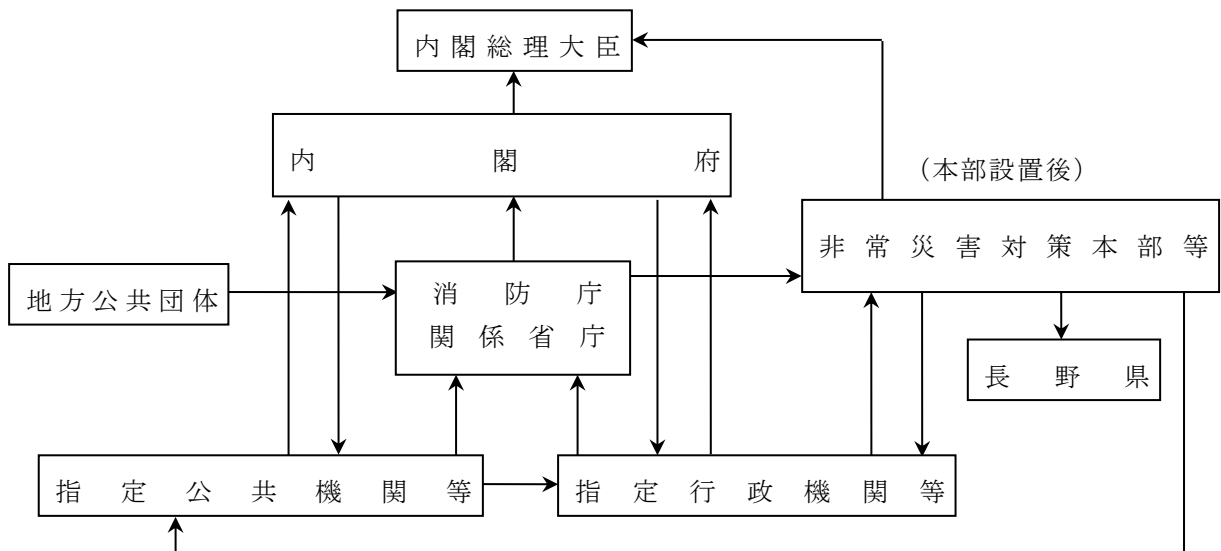 内閣総理大臣
内閣府
（本部設置後）
非常災害対策本部等
地方公共団体
消防庁
関係省庁
長野県
指定公共機関等
指定行政機関等